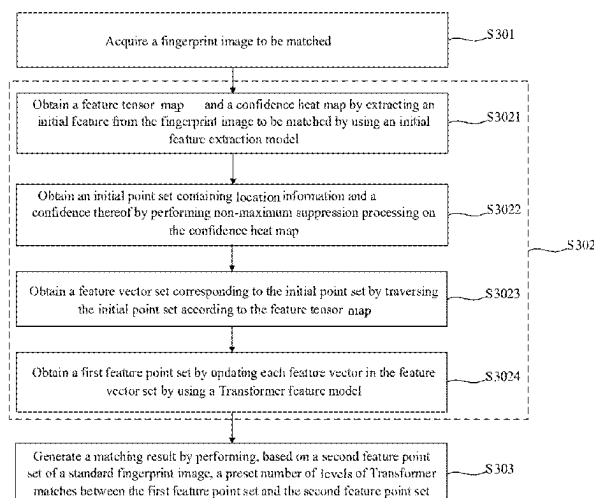 Acquire a fingerprint image to be matched
S301
Obtain a feature tensor map and a confidence heat map by extracting an
initial feature from the fingerprint image to be matched by using an initial
feature extraction model
S3021
Obtain an initial point set containing location information and a
confidence thereof by performing non-maximum suppression processing on
the confidence heat map
S3022
S302
Obtain a feature vector set corresponding to the initial point set by traversing
the initial point set according to the feature tensor map
S3023
Obtain a first feature point set by updating each feature vector in the feature
vector set by using a Transformer feature model
S3024
Generate a matching result by performing, based on a second feature point
set of a standard fingerprint image, a preset number of levels of Transformer
matches between the first feature point set and the second feature point set
S303